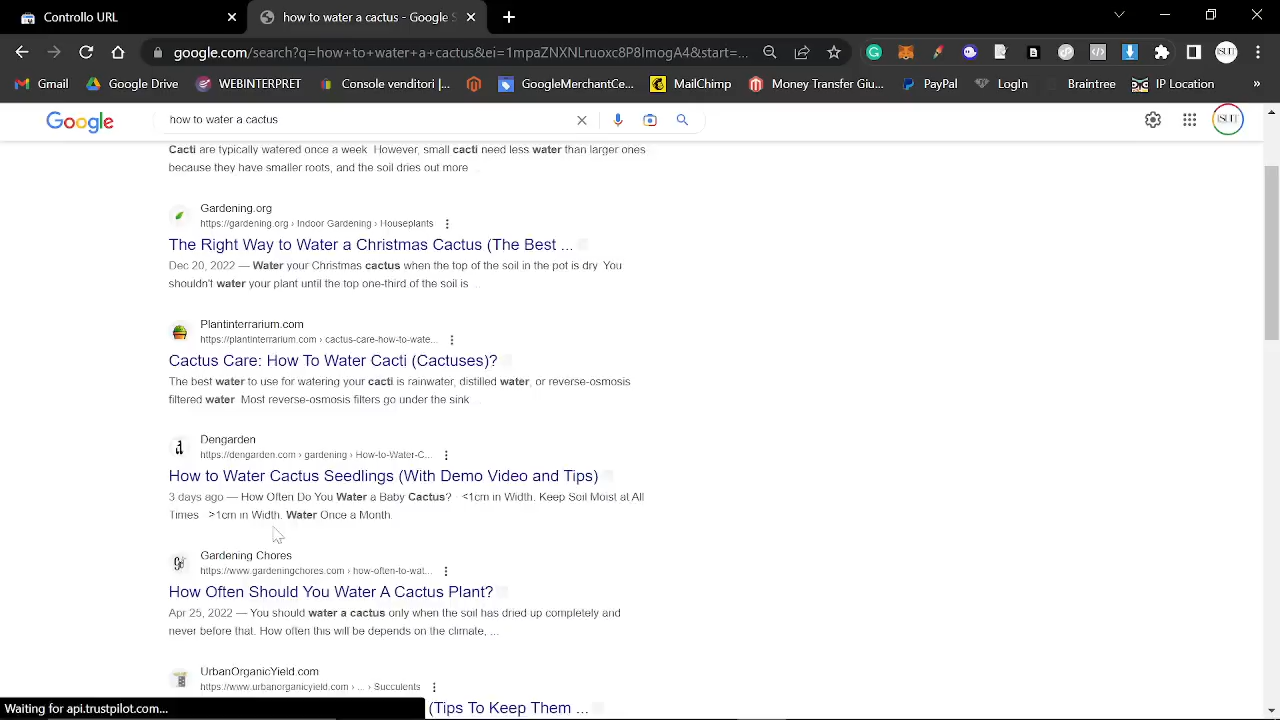 Controllo URL
how to water a cactus - Google S
google.com/search?q=how+to+water+a+cactus&ei=1mpaZNXNLruoxc8P8ImogA4&start=...
SUIT
Gmail
Google Drive
WEBINTERPRET
Console venditori |...
GoogleMerchantCe...
MailChimp
Money Transfer Giu...
PayPal
LogIn
Braintree
IP Location
Google
how to water a cactus
SUIT
Cacti are typically watered once a week However, small cacti need less water than larger ones
because they have smaller roots, and the soil dries out more ...
Gardening.org
https://gardening.org › Indoor Gardening › Houseplants
The Right Way to Water a Christmas Cactus (The Best ...
Dec 20, 2022 — Water your Christmas cactus when the top of the soil in the pot is dry You
shouldn't water your plant until the top one-third of the soil is ...
Plantinterrarium.com
https://plantinterrarium.com › cactus-care-how-to-wate...
Cactus Care: How To Water Cacti (Cactuses)?
The best water to use for watering your cacti is rainwater, distilled water, or reverse-osmosis
filtered water Most reverse-osmosis filters go under the sink ...
Dengarden
https://dengarden.com › gardening › How-to-Water-C...
How to Water Cactus Seedlings (With Demo Video and Tips)
3 days ago — How Often Do You Water a Baby Cactus? · <1cm in Width. Keep Soil Moist at All
Times · >1cm in Width. Water Once a Month.
Gardening Chores
https://www.gardeningchores.com › how-often-to-wat...
How Often Should You Water A Cactus Plant?
Apr 25, 2022 — You should water a cactus only when the soil has dried up completely and
never before that. How often this will be depends on the climate, ...
UrbanOrganicYield com
https://www.urbanorganicyield.com › ... › Succulents
(Tips To Keep Them ...
Waiting for api.trustpilot.com...